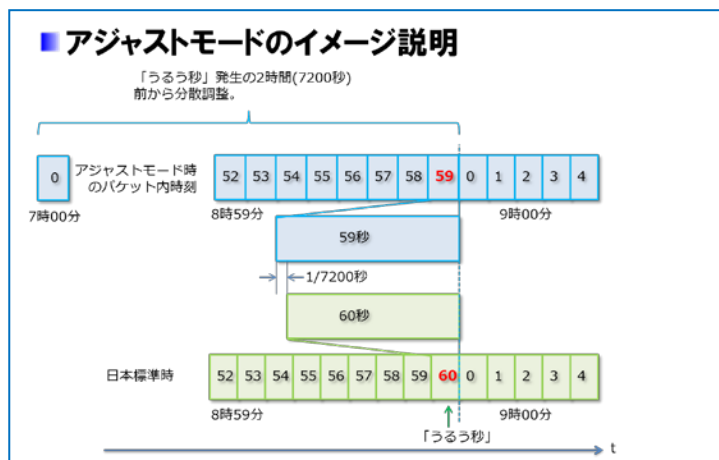 アジャストモードのイメージ説明
「うるう秒」発生の2時間(7200秒)
前から分散調整。
0
アジャストモード時
のパケット内時刻
52 53 54 55 56 57 58 59 0 1 2 3 4
7時00分
8時59分
9時00分
59秒
1/7200秒
60秒
日本標準時
52 53 54 55 56 57 58 59 60 0 1 2 3 4
8時59分
9時00分
「うるう秒」
t